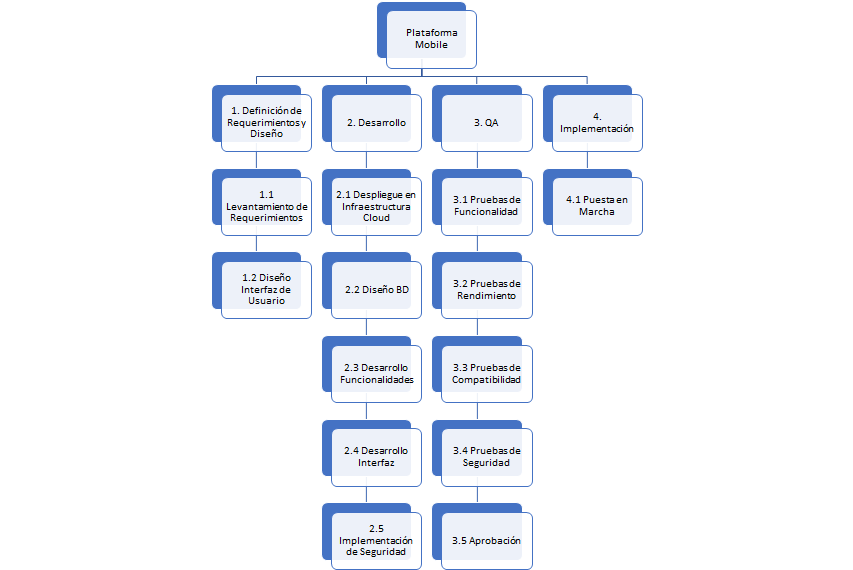 Plataforma
Mobile
1. Definición de
Requerimientos y
Diseño
2. Desarrollo
3. QA
4.
Implementación
1.1
Levantamiento de
Requerimientos
2.1 Despliegue en
Infraestructura
Cloud
3.1 Pruebas de
Funcionalidad
4.1 Puesta en
Marcha
1.2 Diseño
Interfaz de
Usuario
2.2 Diseño BD
3.2 Pruebas de
Rendimiento
2.3 Desarrollo
Funcionalidades
3.3 Pruebas de
Compatibilidad
2.4 Desarrollo
Interfaz
3.4 Pruebas de
Seguridad
2.5
Implementación
de Seguridad
3.5 Aprobación